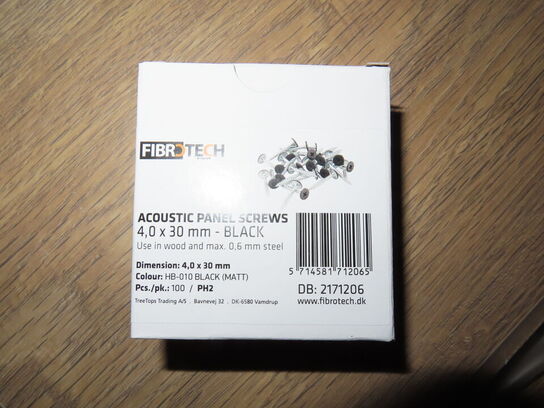 FIBROTECH
ACOUSTIC PANEL SCREWS
4,0 x 30 mm - BLACK
Use in wood and max. 0,6 mm steel
Dimension: 4,0 x 30 mm
Colour: HB-010 BLACK (MATT)
Pcs./pk.: 100 / PH2
TreeTops Trading A/S . Bavnevej 32 . DK-6580 Vamdrup
5 714581 712065
DB: 2171206
www.fibrotech.dk